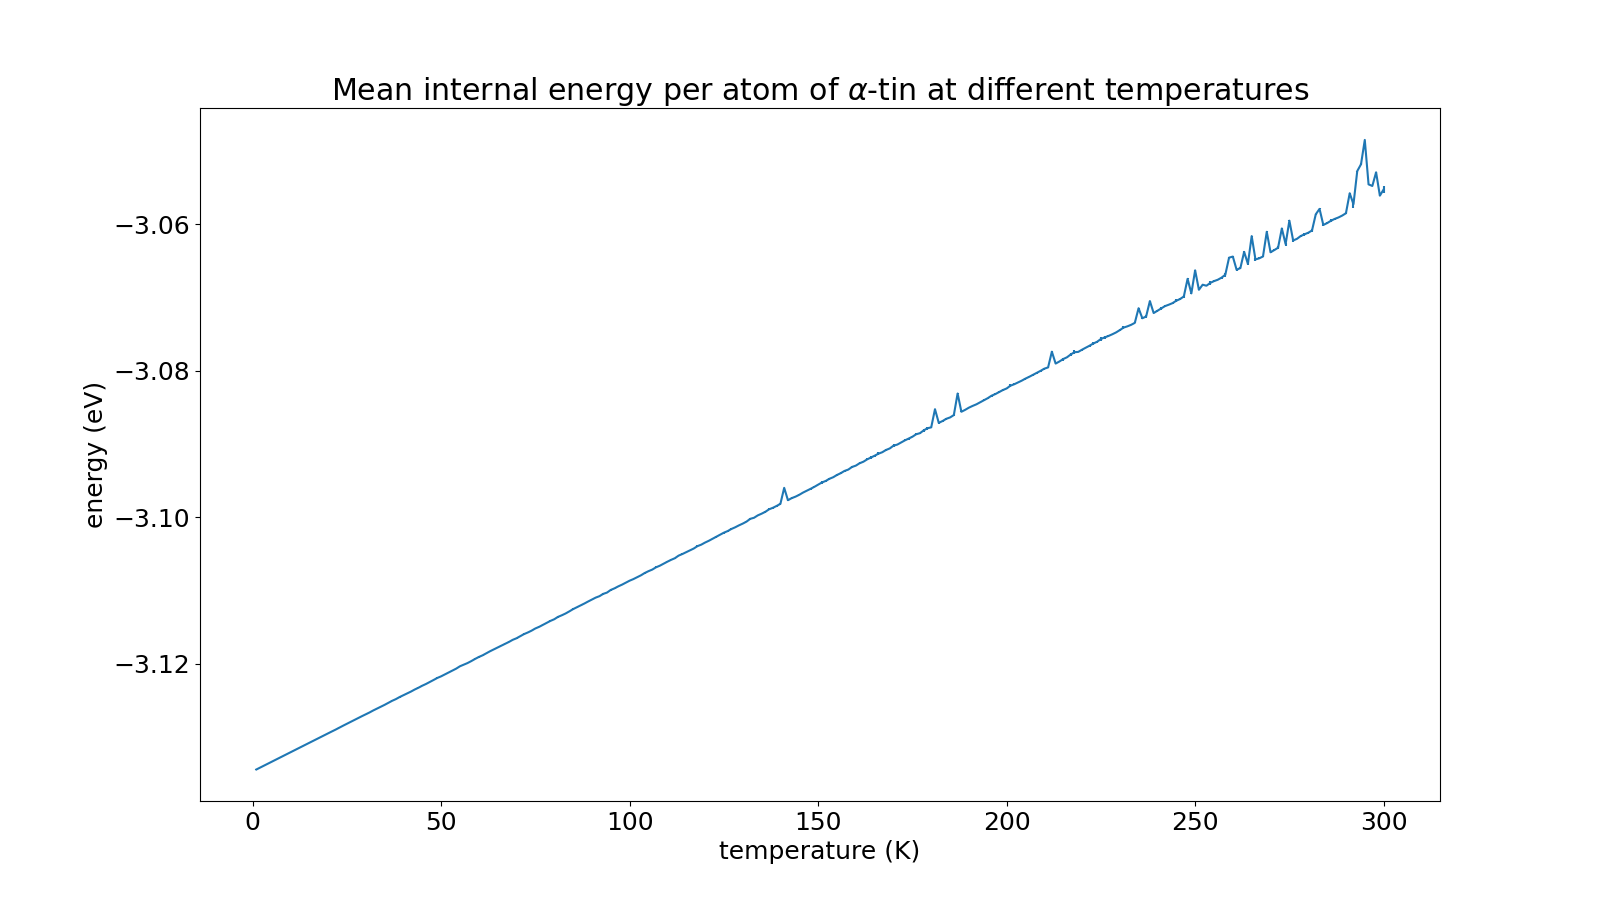 Mean internal energy per atom of α-tin at different temperatures
energy (eV)
−3.06
−3.08
−3.10
−3.12
0 50 100 150 200 250 300
temperature (K)